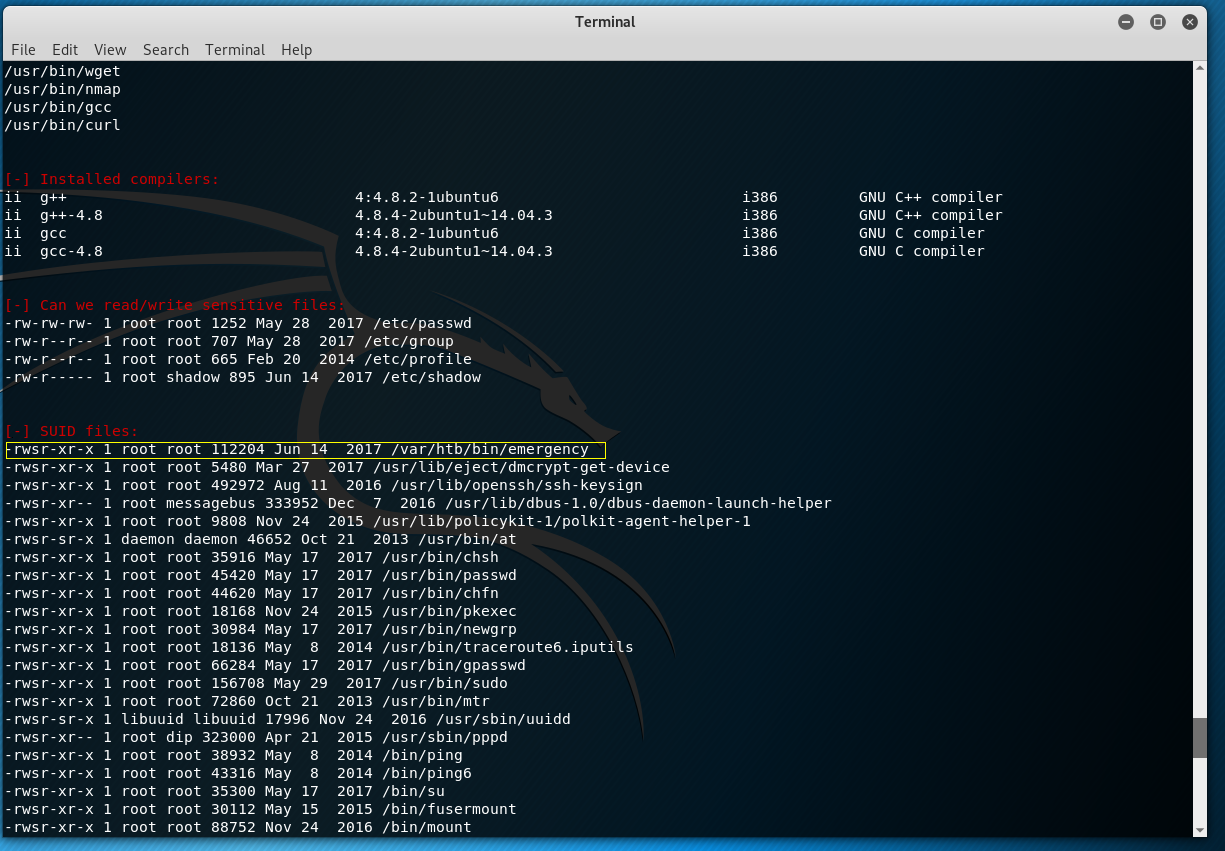 Terminal
File Edit View Search Terminal Help
/usr/bin/wget
/usr/bin/nmap
/usr/bin/gcc
/usr/bin/curl
[-] Installed compilers:
ii  g++                                4:4.8.2-1ubuntu6                           i386         GNU C++ compiler
ii  g++-4.8                            4.8.4-2ubuntu1~14.04.3                     i386         GNU C++ compiler
ii  gcc                                4:4.8.2-1ubuntu6                           i386         GNU C compiler
ii  gcc-4.8                            4.8.4-2ubuntu1~14.04.3                     i386         GNU C compiler
[-] Can we read/write sensitive files:
-rw-rw-rw- 1 root root 1252 May 28  2017 /etc/passwd
-rw-r--r-- 1 root root 707 May 28  2017 /etc/group
-rw-r--r-- 1 root root 665 Feb 20  2014 /etc/profile
-rw-r----- 1 root shadow 895 Jun 14  2017 /etc/shadow
[-] SUID files:
-rwsr-xr-x 1 root root 112204 Jun 14  2017 /var/htb/bin/emergency
-rwsr-xr-x 1 root root 5480 Mar 27  2017 /usr/lib/eject/dmcrypt-get-device
-rwsr-xr-x 1 root root 492972 Aug 11  2016 /usr/lib/openssh/ssh-keysign
-rwsr-xr-- 1 root messagebus 333952 Dec  7  2016 /usr/lib/dbus-1.0/dbus-daemon-launch-helper
-rwsr-xr-x 1 root root 9808 Nov 24  2015 /usr/lib/policykit-1/polkit-agent-helper-1
-rwsr-sr-x 1 daemon daemon 46652 Oct 21  2013 /usr/bin/at
-rwsr-xr-x 1 root root 35916 May 17  2017 /usr/bin/chsh
-rwsr-xr-x 1 root root 45420 May 17  2017 /usr/bin/passwd
-rwsr-xr-x 1 root root 44620 May 17  2017 /usr/bin/chfn
-rwsr-xr-x 1 root root 18168 Nov 24  2015 /usr/bin/pkexec
-rwsr-xr-x 1 root root 30984 May 17  2017 /usr/bin/newgrp
-rwsr-xr-x 1 root root 18136 May  8  2014 /usr/bin/traceroute6.iputils
-rwsr-xr-x 1 root root 66284 May 17  2017 /usr/bin/gpasswd
-rwsr-xr-x 1 root root 156708 May 29  2017 /usr/bin/sudo
-rwsr-xr-x 1 root root 72860 Oct 21  2013 /usr/bin/mtr
-rwsr-sr-x 1 libuuid libuuid 17996 Nov 24  2016 /usr/sbin/uuidd
-rwsr-xr-- 1 root dip 323000 Apr 21  2015 /usr/sbin/pppd
-rwsr-xr-x 1 root root 38932 May  8  2014 /bin/ping
-rwsr-xr-x 1 root root 43316 May  8  2014 /bin/ping6
-rwsr-xr-x 1 root root 35300 May 17  2017 /bin/su
-rwsr-xr-x 1 root root 30112 May 15  2015 /bin/fusermount
-rwsr-xr-x 1 root root 88752 Nov 24  2016 /bin/mount